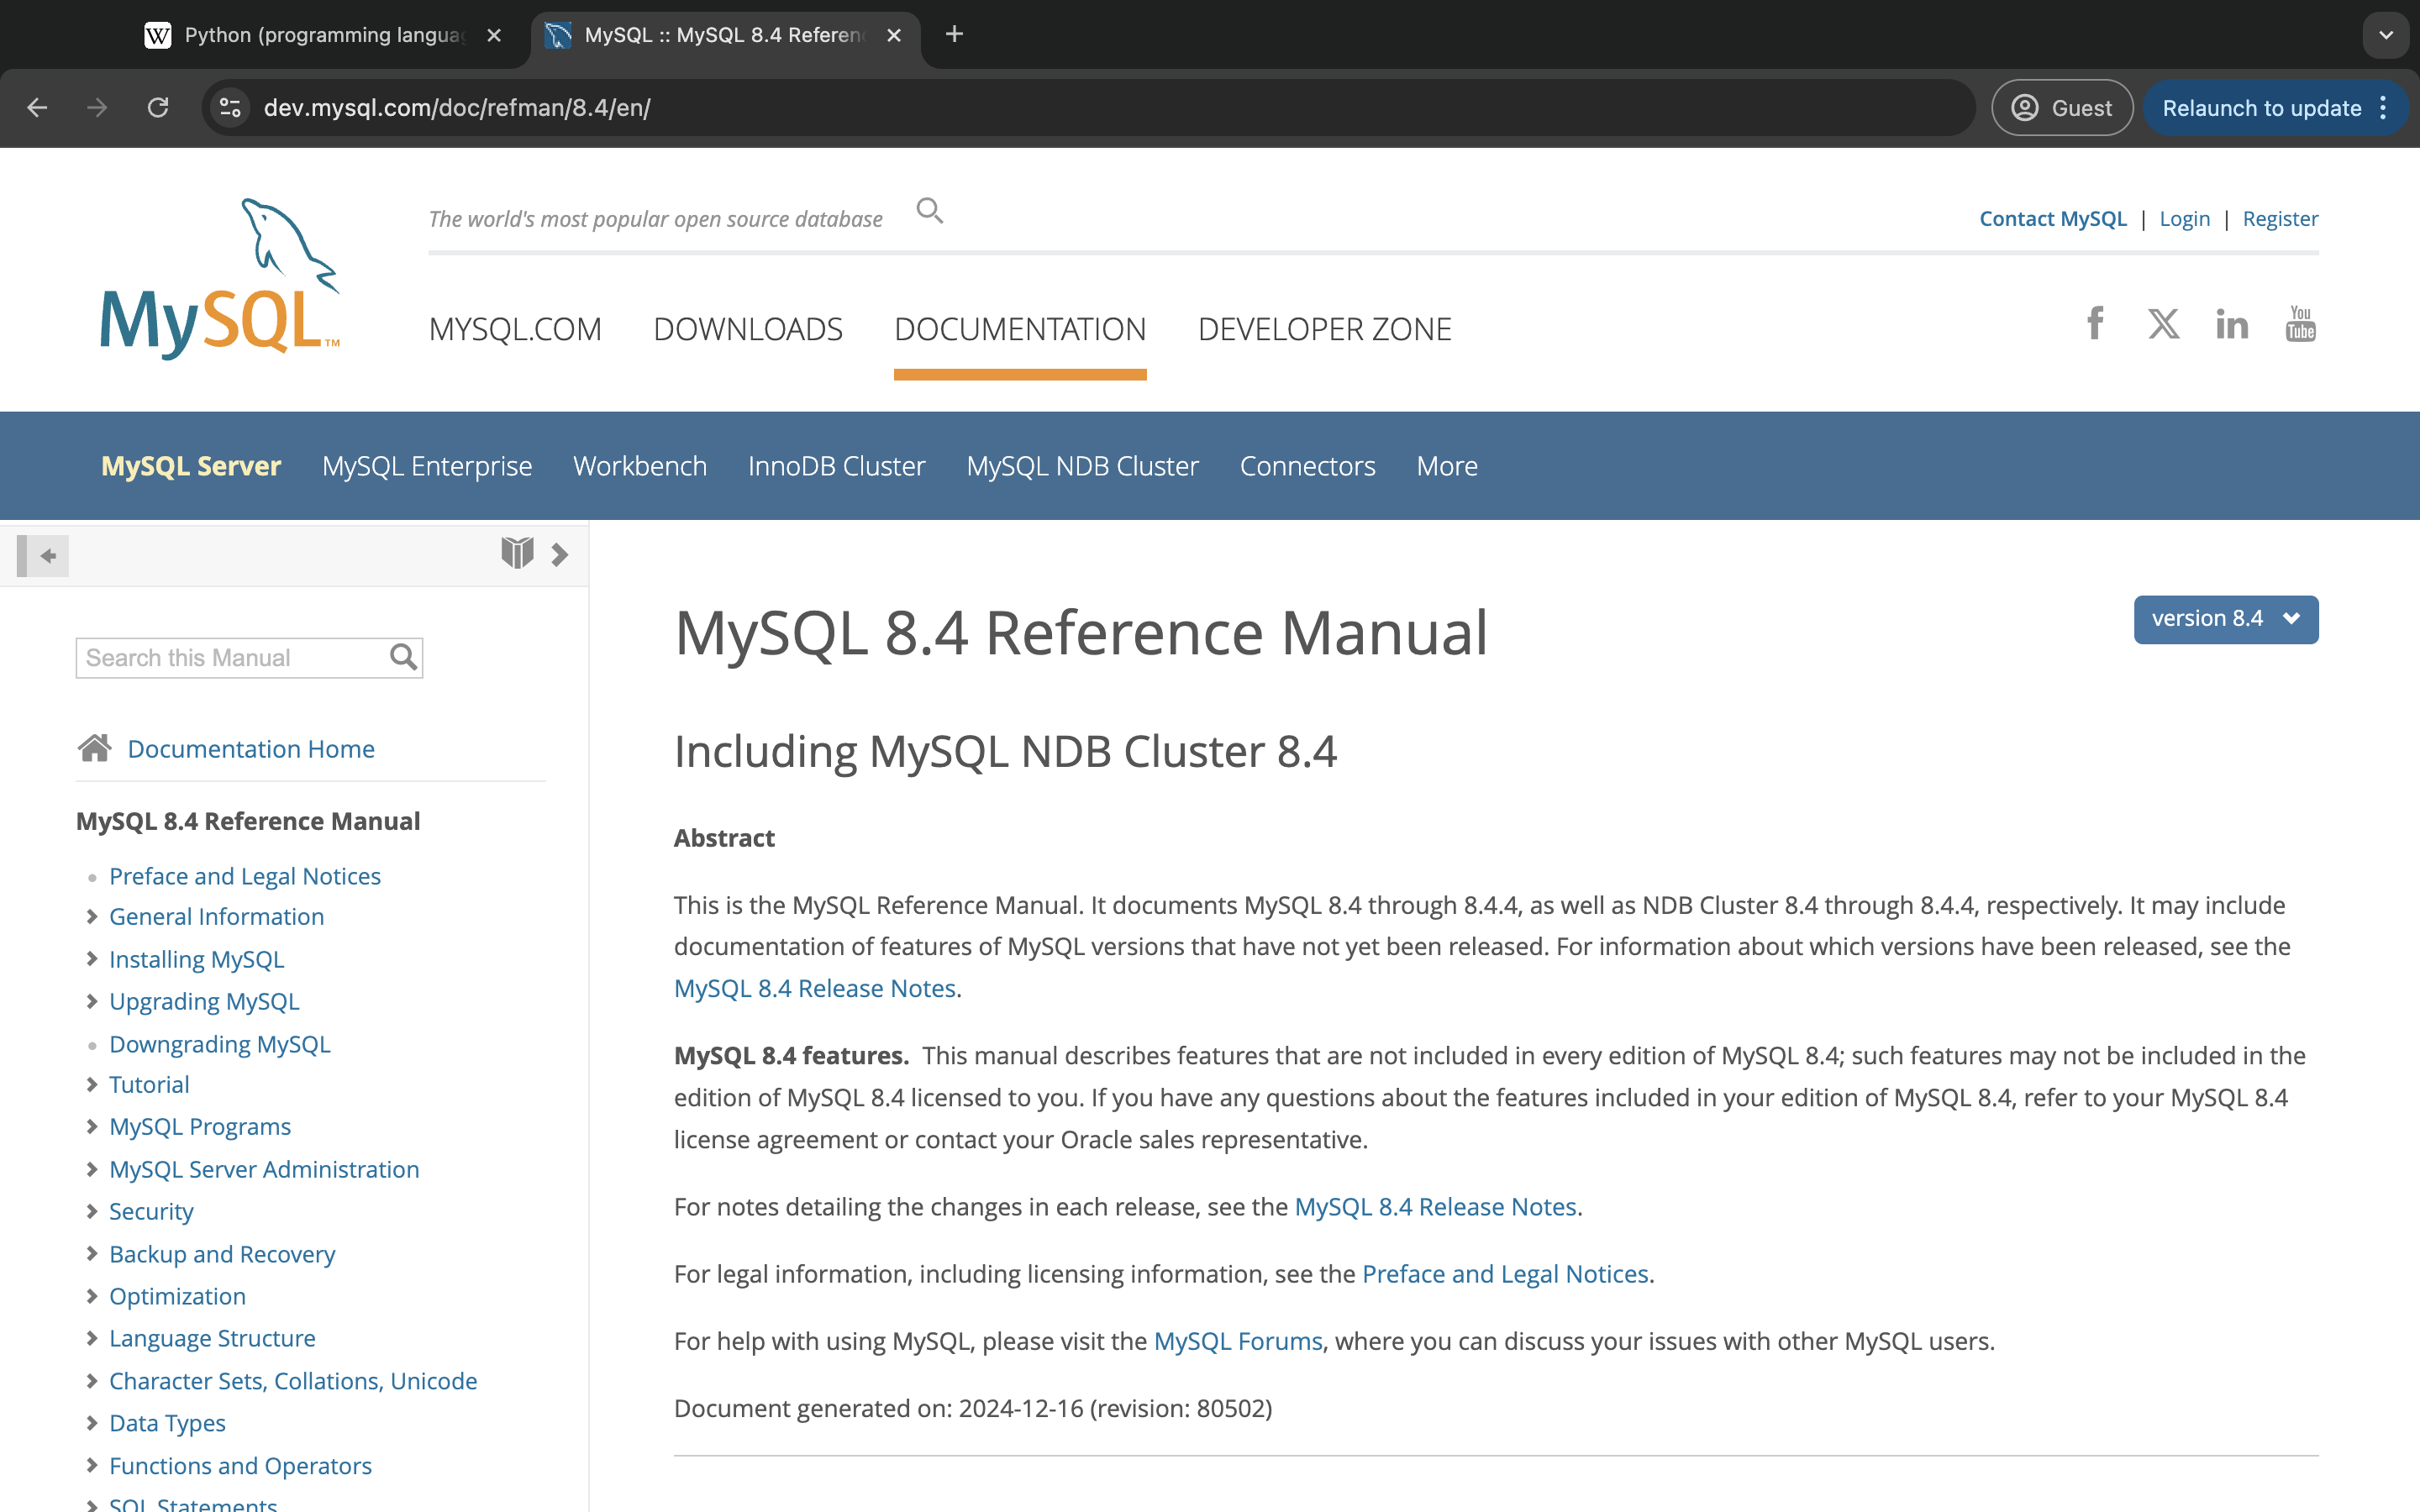 Python (programming langua
MySQL :: MySQL 8.4 Referen
dev.mysql.com/doc/refman/8.4/en/
Guest
Relaunch to update
MySQL™
The world's most popular open source database
Contact MySQL | Login | Register
MYSQL.COM DOWNLOADS DOCUMENTATION DEVELOPER ZONE
You Tube
MySQL Server MySQL Enterprise Workbench InnoDB Cluster MySQL NDB Cluster Connectors More
Search this Manual
Documentation Home
MySQL 8.4 Reference Manual
Preface and Legal Notices
General Information
Installing MySQL
Upgrading MySQL
Downgrading MySQL
Tutorial
MySQL Programs
MySQL Server Administration
Security
Backup and Recovery
Optimization
Language Structure
Character Sets, Collations, Unicode
Data Types
Functions and Operators
SQL Statements
MySQL 8.4 Reference Manual
version 8.4
Including MySQL NDB Cluster 8.4
Abstract
This is the MySQL Reference Manual. It documents MySQL 8.4 through 8.4.4, as well as NDB Cluster 8.4 through 8.4.4, respectively. It may include
documentation of features of MySQL versions that have not yet been released. For information about which versions have been released, see the
MySQL 8.4 Release Notes.
MySQL 8.4 features. This manual describes features that are not included in every edition of MySQL 8.4; such features may not be included in the
edition of MySQL 8.4 licensed to you. If you have any questions about the features included in your edition of MySQL 8.4, refer to your MySQL 8.4
license agreement or contact your Oracle sales representative.
For notes detailing the changes in each release, see the MySQL 8.4 Release Notes.
For legal information, including licensing information, see the Preface and Legal Notices.
For help with using MySQL, please visit the MySQL Forums, where you can discuss your issues with other MySQL users.
Document generated on: 2024-12-16 (revision: 80502)